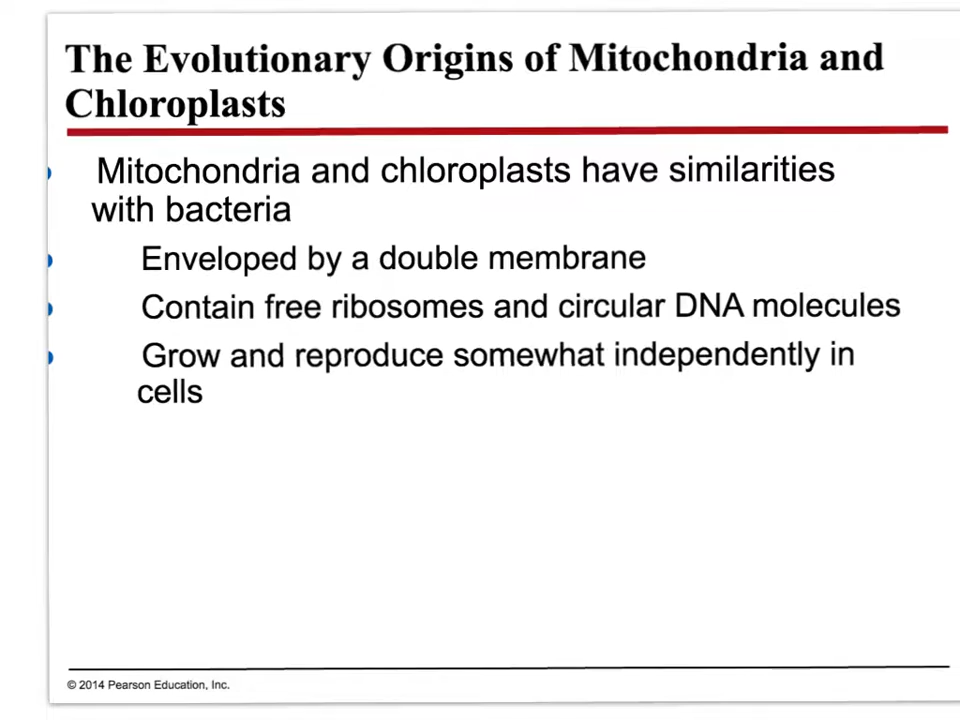 The Evolutionary Origins of Mitochondria and
Chloroplasts
Mitochondria and chloroplasts have similarities
with bacteria
Enveloped by a double membrane
Contain free ribosomes and circular DNA molecules
Grow and reproduce somewhat independently in
cells
© 2014 Pearson Education, Inc.